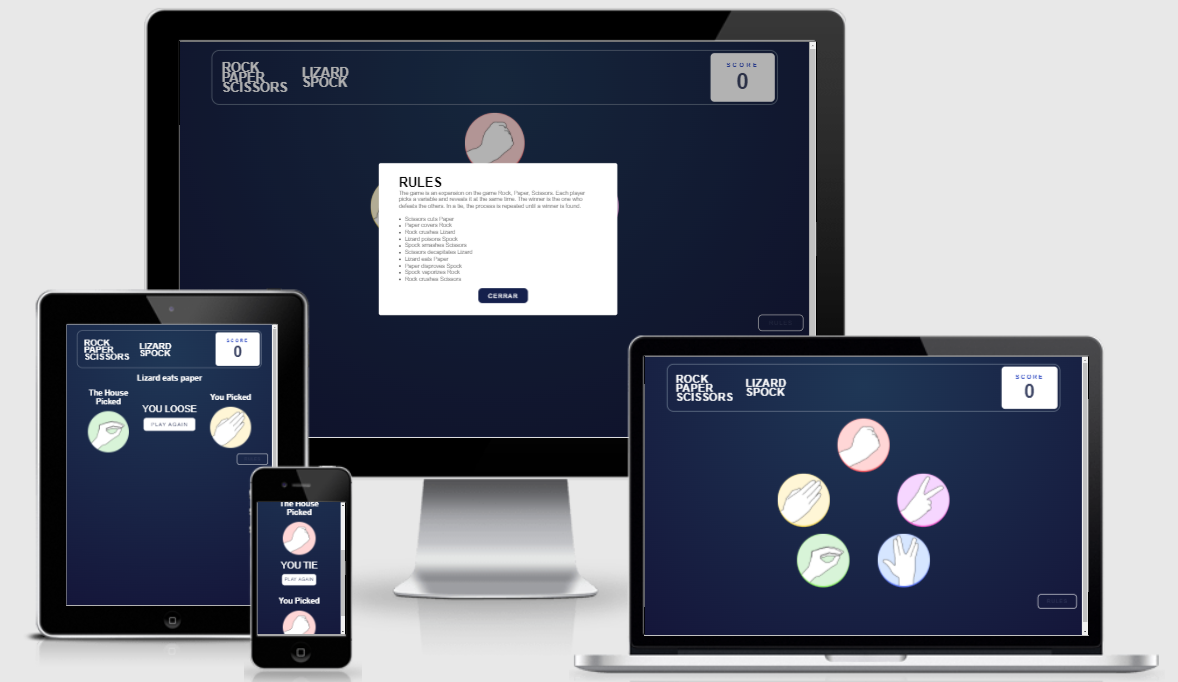 ROCK
PAPER
SCISSORS
LIZARD
SPOCK
SCORE
0
RULES
The game is an expansion on the game Rock, Paper, Scissors. Each player
picks a variable and reveals it at the same time. The winner is the one who
defeats the others. In a tie, the process is repeated until a winner is found.
Scissors cuts Paper
Paper covers Rock
Rock crushes Lizard
Lizard poisons Spock
Spock smashes Scissors
Scissors decapitates Lizard
Lizard eats Paper
Paper disproves Spock
Spock vaporizes Rock
Rock crushes Scissors
CERRAR
ROCK
PAPER
SCISSORS
LIZARD
SPOCK
SCORE
0
Lizard eats paper
The House
Picked
YOU LOOSE
PLAY AGAIN
You Picked
The House
Picked
YOU TIE
PLAY AGAIN
You Picked
ROCK
PAPER
SCISSORS
LIZARD
SPOCK
SCORE
0